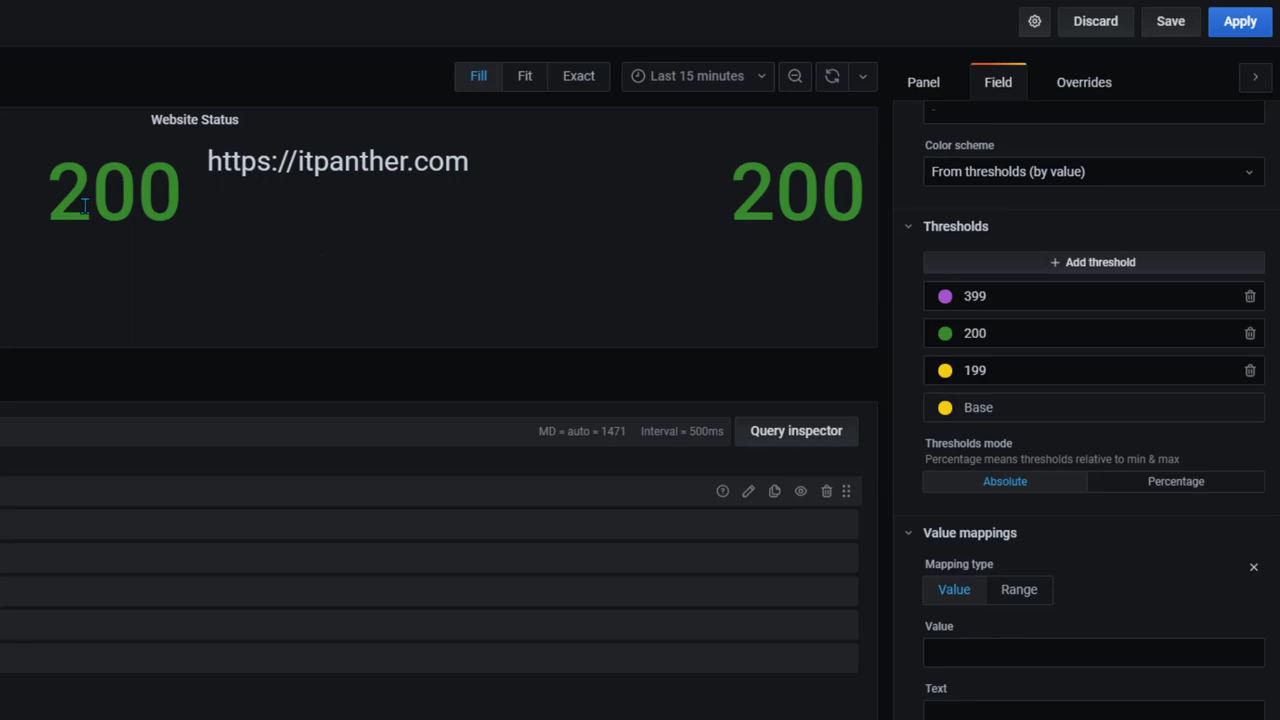 Discard
Save
Apply
Fill
Fit
Exact
Last 15 minutes
Panel
Field
Overrides
Website Status
https://itpanther.com
200
200
MD = auto = 1471
Interval = 500ms
Query inspector
-
Color scheme
From thresholds (by value)
Thresholds
+ Add threshold
399
200
199
Base
Thresholds mode
Percentage means thresholds relative to min & max
Absolute
Percentage
Value mappings
Mapping type
Value
Range
Value
Text